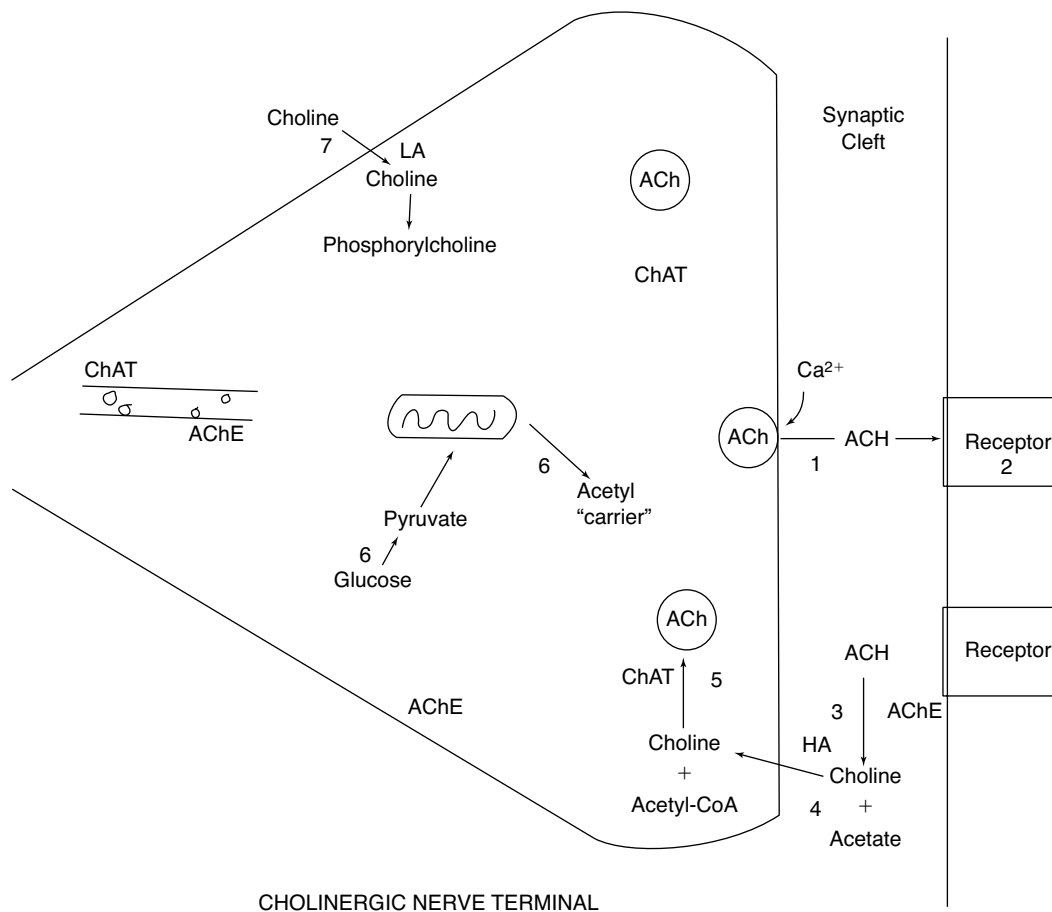 Choline
7
LA
Choline
Phosphorylcholine
ACh
ChAT
Synaptic
Cleft
ChAT
AChE
Ca²⁺
ACh
1
ACH
Receptor
2
6
Acetyl
"carrier"
Pyruvate
6
Glucose
ACh
ChAT
5
Choline
+
Acetyl-CoA
AChE
ACH
3
AChE
HA
Choline
4
+
Acetate
Receptor
CHOLINERGIC NERVE TERMINAL